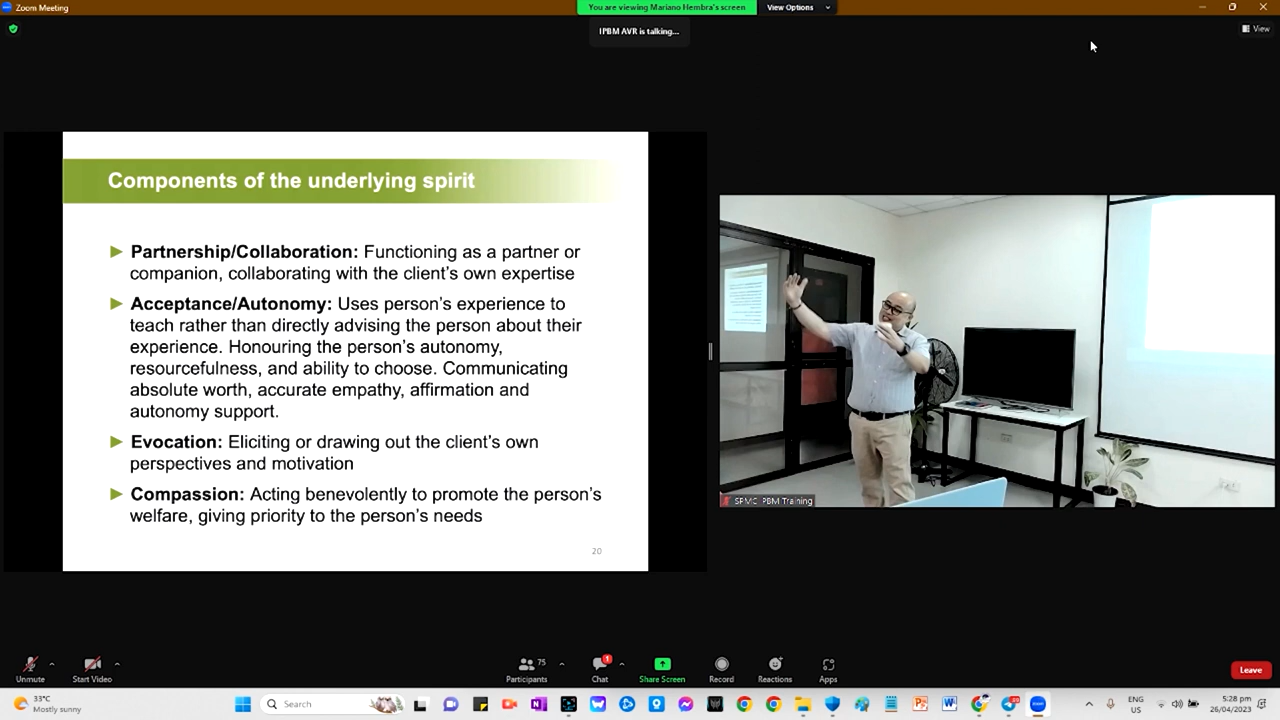 Zoom Meeting
You are viewing Mariano Hembra's screen
View Options
IPBM AVR is talking...
View
Components of the underlying spirit
Partnership/Collaboration: Functioning as a partner or
companion, collaborating with the client's own expertise
Acceptance/Autonomy: Uses person's experience to
teach rather than directly advising the person about their
experience. Honouring the person's autonomy,
resourcefulness, and ability to choose. Communicating
absolute worth, accurate empathy, affirmation and
autonomy support.
Evocation: Eliciting or drawing out the client's own
perspectives and motivation
Compassion: Acting benevolently to promote the person's
welfare, giving priority to the person's needs
20
SPMC IPBM Training
Unmute
Start Video
75
Participants
1
Chat
Share Screen
Record
Reactions
Apps
Leave
33°C
Mostly sunny
Search
ENG
US
5:28 pm
26/04/2023